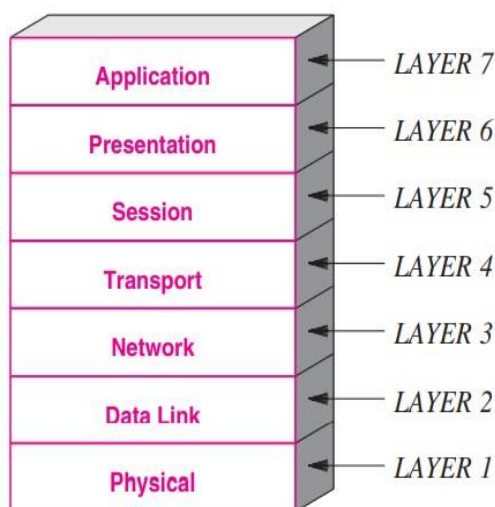 Application LAYER 7
Presentation LAYER 6
Session LAYER 5
Transport LAYER 4
Network LAYER 3
Data Link LAYER 2
Physical LAYER 1